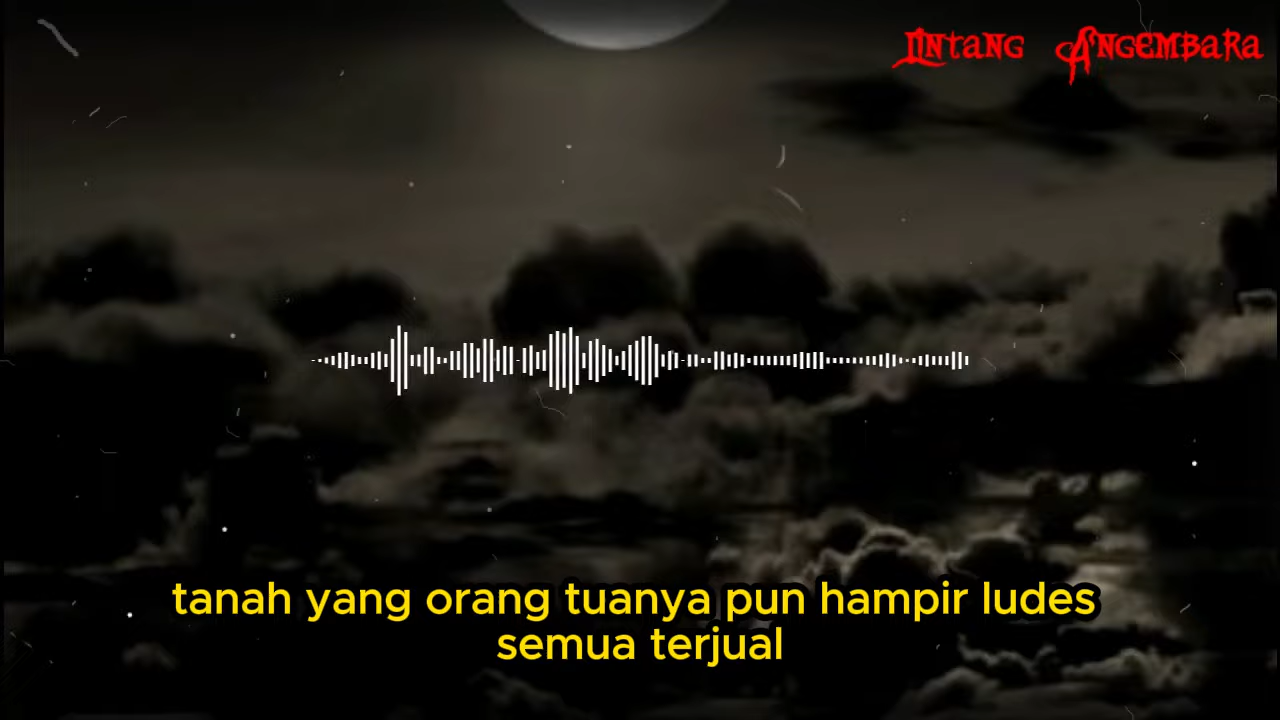 Lintang Angembara
tanah yang orang tuanya pun hampir ludes
semua terjual